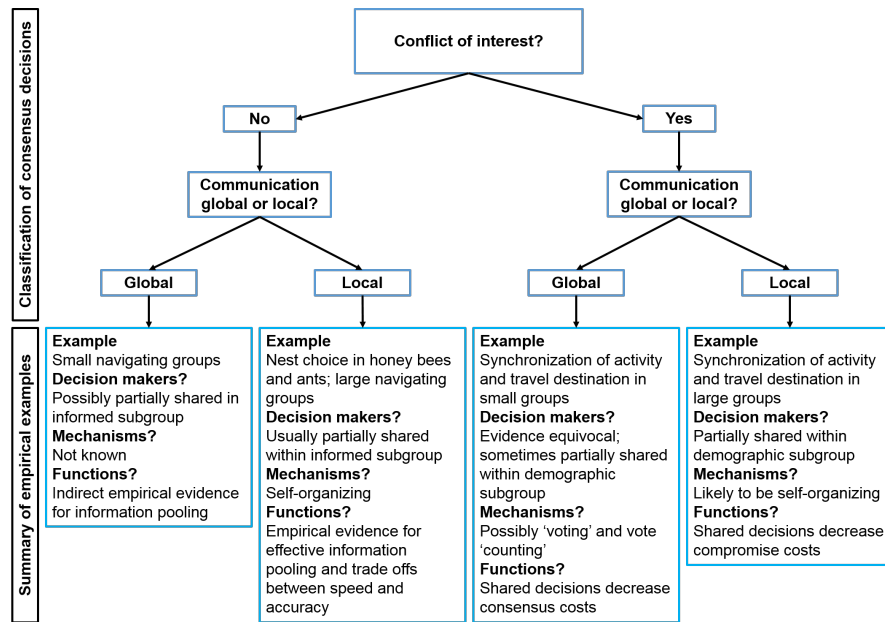 Classification of consensus decisions
Conflict of interest?
No
Yes
Communication
global or local?
Communication
global or local?
Global
Local
Global
Local
Summary of empirical examples
Example
Small navigating groups
Decision makers?
Possibly partially shared in
informed subgroup
Mechanisms?
Not known
Functions?
Indirect empirical evidence
for information pooling
Example
Nest choice in honey bees
and ants; large navigating
groups
Decision makers?
Usually partially shared
within informed subgroup
Mechanisms?
Self-organizing
Functions?
Empirical evidence for
effective information
pooling and trade offs
between speed and
accuracy
Example
Synchronization of activity
and travel destination in
small groups
Decision makers?
Evidence equivocal;
sometimes partially shared
within demographic
subgroup
Mechanisms?
Possibly ‘voting’ and vote
‘counting’
Functions?
Shared decisions decrease
consensus costs
Example
Synchronization of activity
and travel destination in
large groups
Decision makers?
Partially shared within
demographic subgroup
Mechanisms?
Likely to be self-organizing
Functions?
Shared decisions decrease
compromise costs